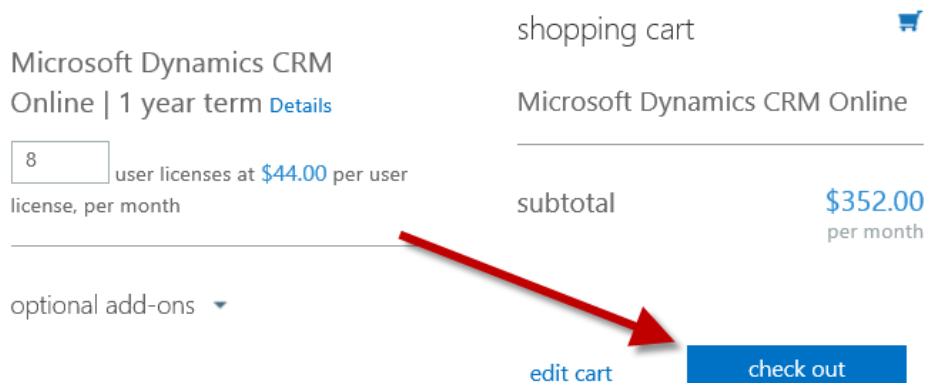 Microsoft Dynamics CRM
Online | 1 year term Details
8 user licenses at $44.00 per user
license, per month
optional add-ons
shopping cart
Microsoft Dynamics CRM Online
subtotal $352.00
per month
edit cart check out